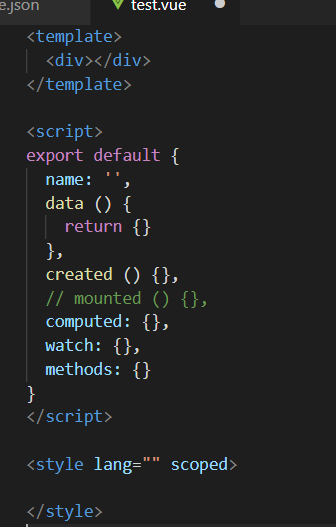 e.json test.vue
<template>
  <div></div>
</template>

<script>
export default {
  name: '',
  data () {
    return {}
  },
  created () {},
  // mounted () {},
  computed: {},
  watch: {},
  methods: {}
}
</script>

<style lang="" scoped>

</style>